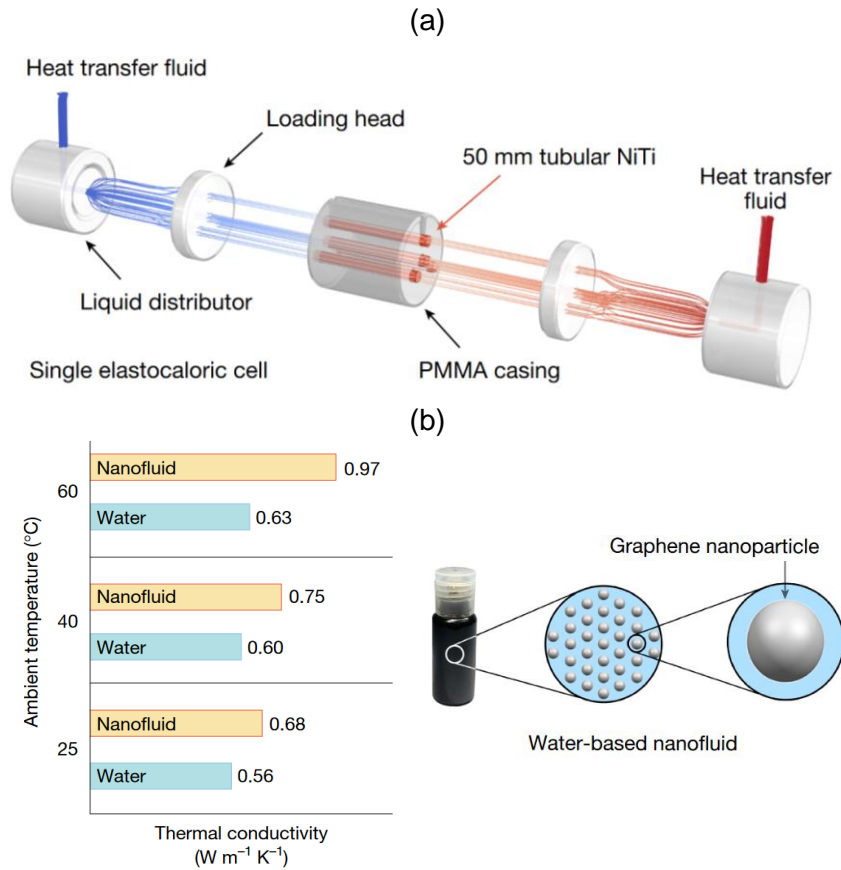 (a)
Heat transfer fluid
Loading head
50 mm tubular NiTi
Heat transfer
fluid
Liquid distributor
Single elastocaloric cell
PMMA casing
(b)
Ambient temperature (°C)
60
Nanofluid 0.97
Water 0.63
40
Nanofluid 0.75
Water 0.60
25
Nanofluid 0.68
Water 0.56
Thermal conductivity
(W m⁻¹ K⁻¹)
Graphene nanoparticle
Water-based nanofluid